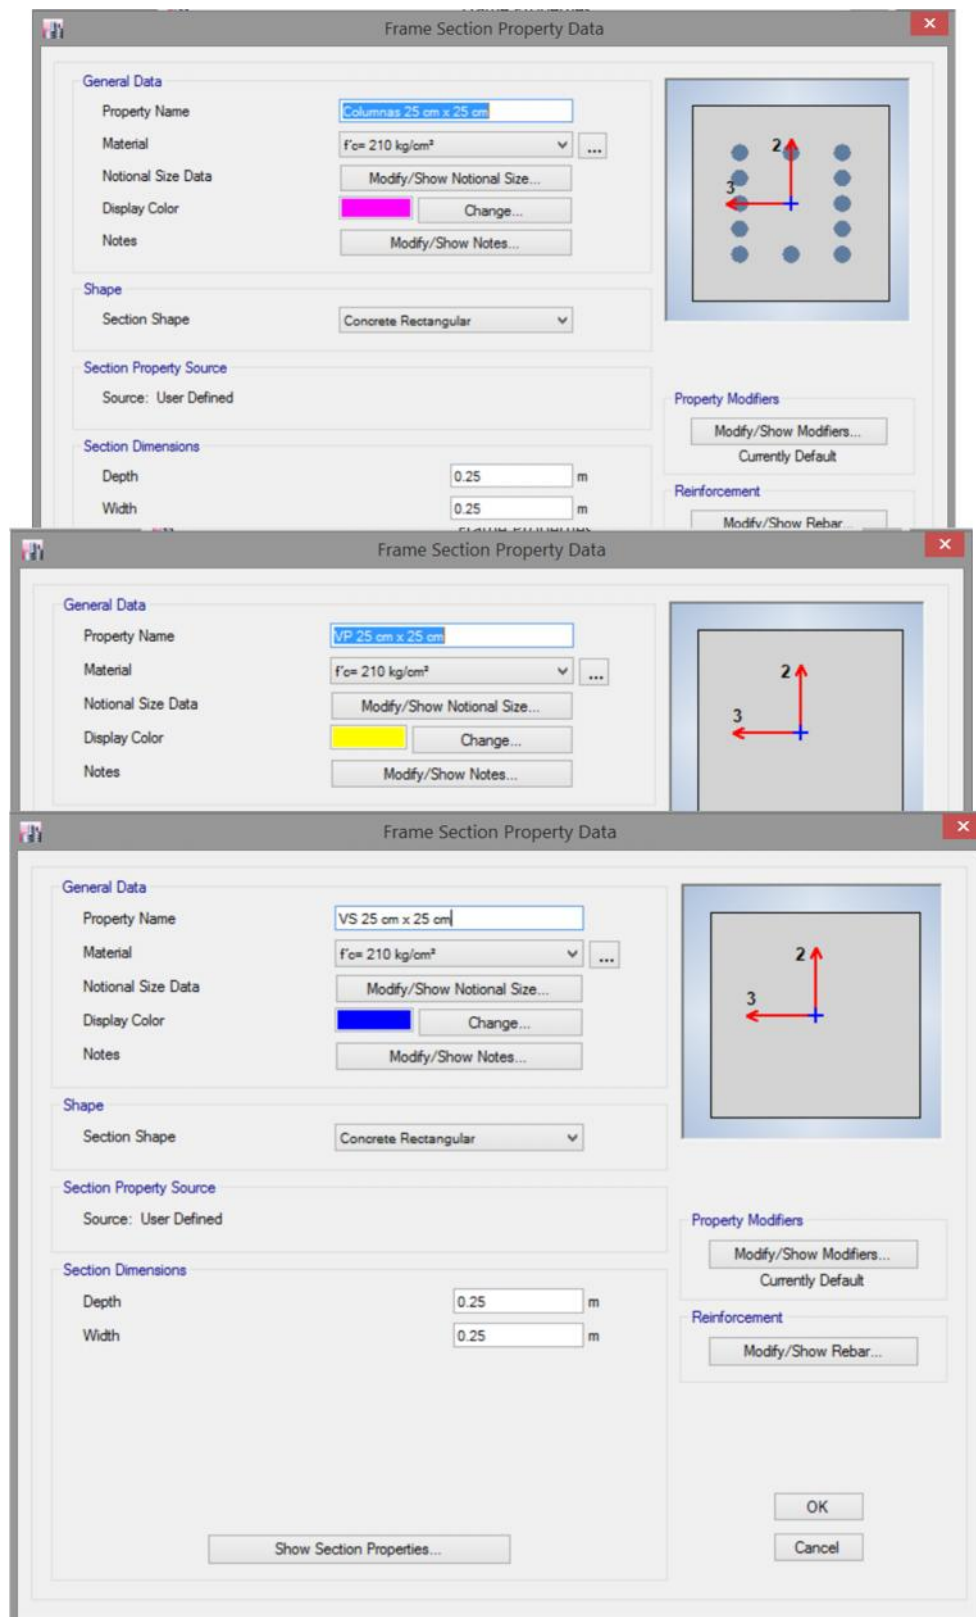 Frame Section Property Data
General Data
Property Name Columnas 25 cm x 25 cm
Material f'c= 210 kg/cm² ...
Notional Size Data Modify/Show Notional Size...
Display Color Change...
Notes Modify/Show Notes...
2
3
Shape
Section Shape Concrete Rectangular
Section Property Source
Source: User Defined
Property Modifiers
Modify/Show Modifiers...
Currently Default
Section Dimensions
Depth 0.25 m
Width 0.25 m
Reinforcement
Modify/Show Rebar...
Frame Section Property Data
General Data
Property Name VP 25 cm x 25 cm
Material f'c= 210 kg/cm² ...
Notional Size Data Modify/Show Notional Size...
Display Color Change...
Notes Modify/Show Notes...
2
3
Frame Section Property Data
General Data
Property Name VS 25 cm x 25 cm
Material f'c= 210 kg/cm² ...
Notional Size Data Modify/Show Notional Size...
Display Color Change...
Notes Modify/Show Notes...
2
3
Shape
Section Shape Concrete Rectangular
Section Property Source
Source: User Defined
Property Modifiers
Modify/Show Modifiers...
Currently Default
Section Dimensions
Depth 0.25 m
Width 0.25 m
Reinforcement
Modify/Show Rebar...
OK
Cancel
Show Section Properties...